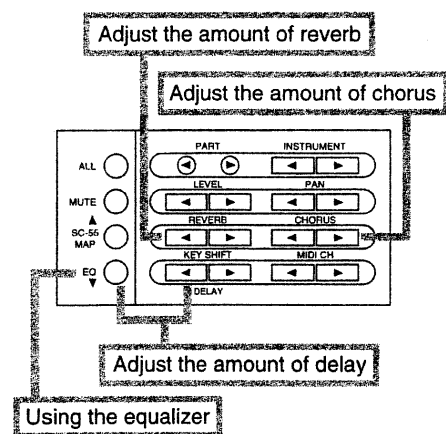 Adjust the amount of reverb
Adjust the amount of chorus
PART INSTRUMENT
ALL
LEVEL PAN
MUTE
REVERB CHORUS
SC-55
MAP
KEY SHIFT MIDI CH
EQ
DELAY
Adjust the amount of delay
Using the equalizer